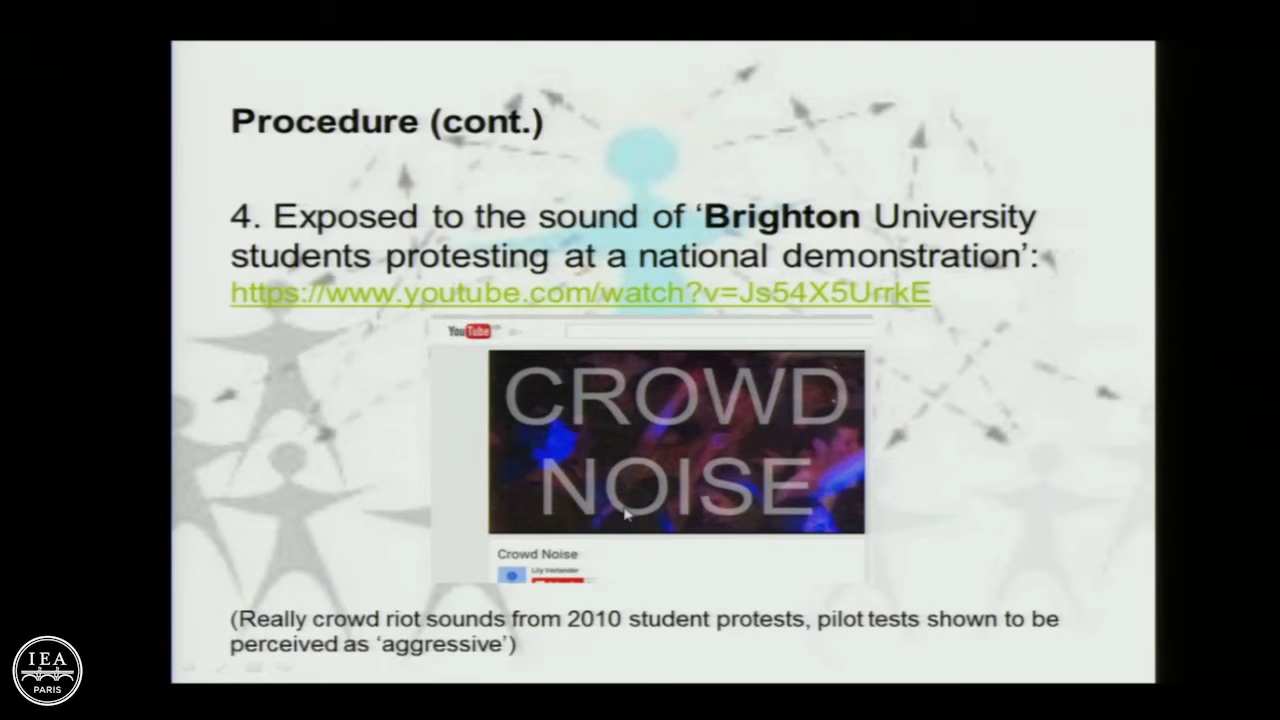 Procedure (cont.)
4. Exposed to the sound of ‘Brighton University
students protesting at a national demonstration’:
https://www.youtube.com/watch?v=Js54X5UrrkE
YouTube
CROWD
NOISE
Crowd Noise
(Really crowd riot sounds from 2010 student protests, pilot tests shown to be
perceived as ‘aggressive’)
IEA
PARIS